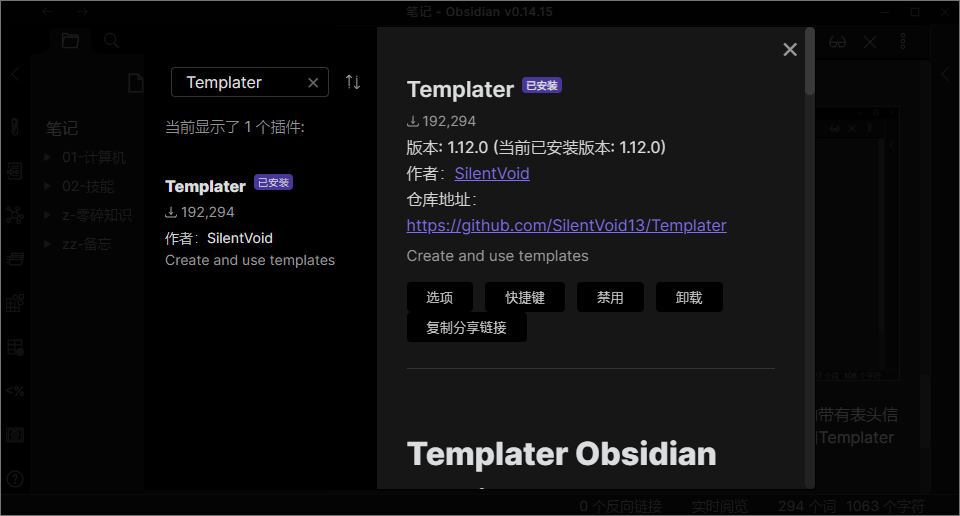 笔记 - Obsidian v0.14.15
Templater
当前显示了 1 个插件:
Templater 已安装
192,294
作者：SilentVoid
Create and use templates
笔记
01-计算机
02-技能
z-零碎知识
zz-备忘
<%
Templater 已安装
192,294
版本: 1.12.0 (当前已安装版本: 1.12.0)
作者：SilentVoid
仓库地址：
https://github.com/SilentVoid13/Templater
Create and use templates
选项 快捷键 禁用 卸载
复制分享链接
Templater Obsidian
带有表头信
Templater
0 个反向链接 实时阅览 294 个词 1063 个字符